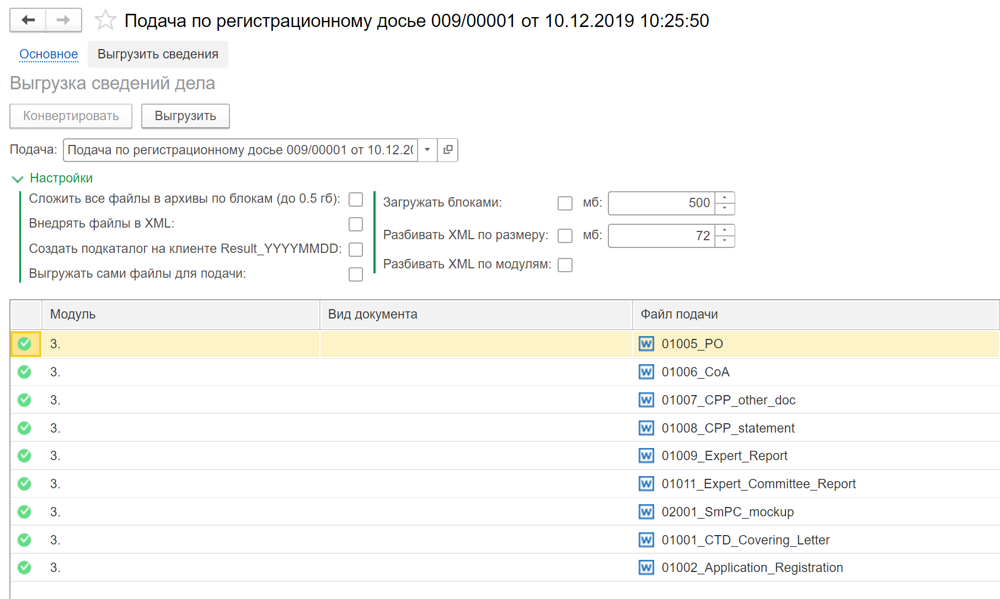 Подача по регистрационному досье 009/00001 от 10.12.2019 10:25:50
Основное Выгрузить сведения
Выгрузка сведений дела
Конвертировать Выгрузить
Подача: Подача по регистрационному досье 009/00001 от 10.12.20
Настройки
Сложить все файлы в архивы по блокам (до 0.5 гб):
Внедрять файлы в XML:
Создать подкаталог на клиенте Result_YYYYMMDD:
Выгружать сами файлы для подачи:
Загружать блоками: мб: 500
Разбивать XML по размеру: мб: 72
Разбивать XML по модулям:
Модуль Вид документа Файл подачи
3. 01005_PO
3. 01006_CoA
3. 01007_CPP_other_doc
3. 01008_CPP_statement
3. 01009_Expert_Report
3. 01011_Expert_Committee_Report
3. 02001_SmPC_mockup
3. 01001_CTD_Covering_Letter
3. 01002_Application_Registration